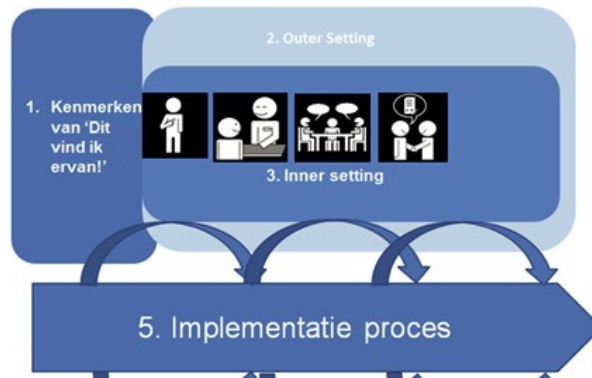 2. Outer Setting
1. Kenmerken
van 'Dit
vind ik
ervan!'
3. Inner setting
5. Implementatie proces